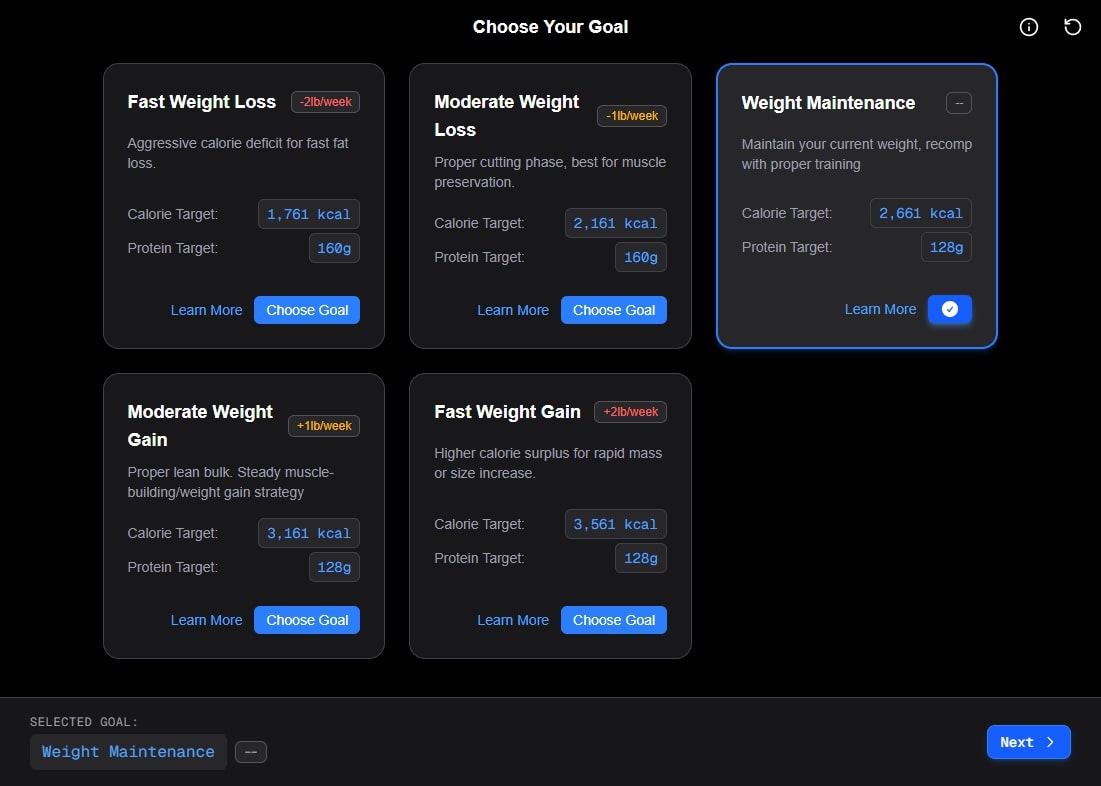 Choose Your Goal
Fast Weight Loss
-2lb/week
Aggressive calorie deficit for fast fat
loss.
Calorie Target:
1,761 kcal
Protein Target:
160g
Learn More
Choose Goal
Moderate Weight
Loss
-1lb/week
Proper cutting phase, best for muscle
preservation.
Calorie Target:
2,161 kcal
Protein Target:
160g
Learn More
Choose Goal
Weight Maintenance
--
Maintain your current weight, recomp
with proper training
Calorie Target:
2,661 kcal
Protein Target:
128g
Learn More
Moderate Weight
Gain
+1lb/week
Proper lean bulk. Steady muscle-
building/weight gain strategy
Calorie Target:
3,161 kcal
Protein Target:
128g
Learn More
Choose Goal
Fast Weight Gain
+2lb/week
Higher calorie surplus for rapid mass
or size increase.
Calorie Target:
3,561 kcal
Protein Target:
128g
Learn More
Choose Goal
SELECTED GOAL:
Weight Maintenance
--
Next